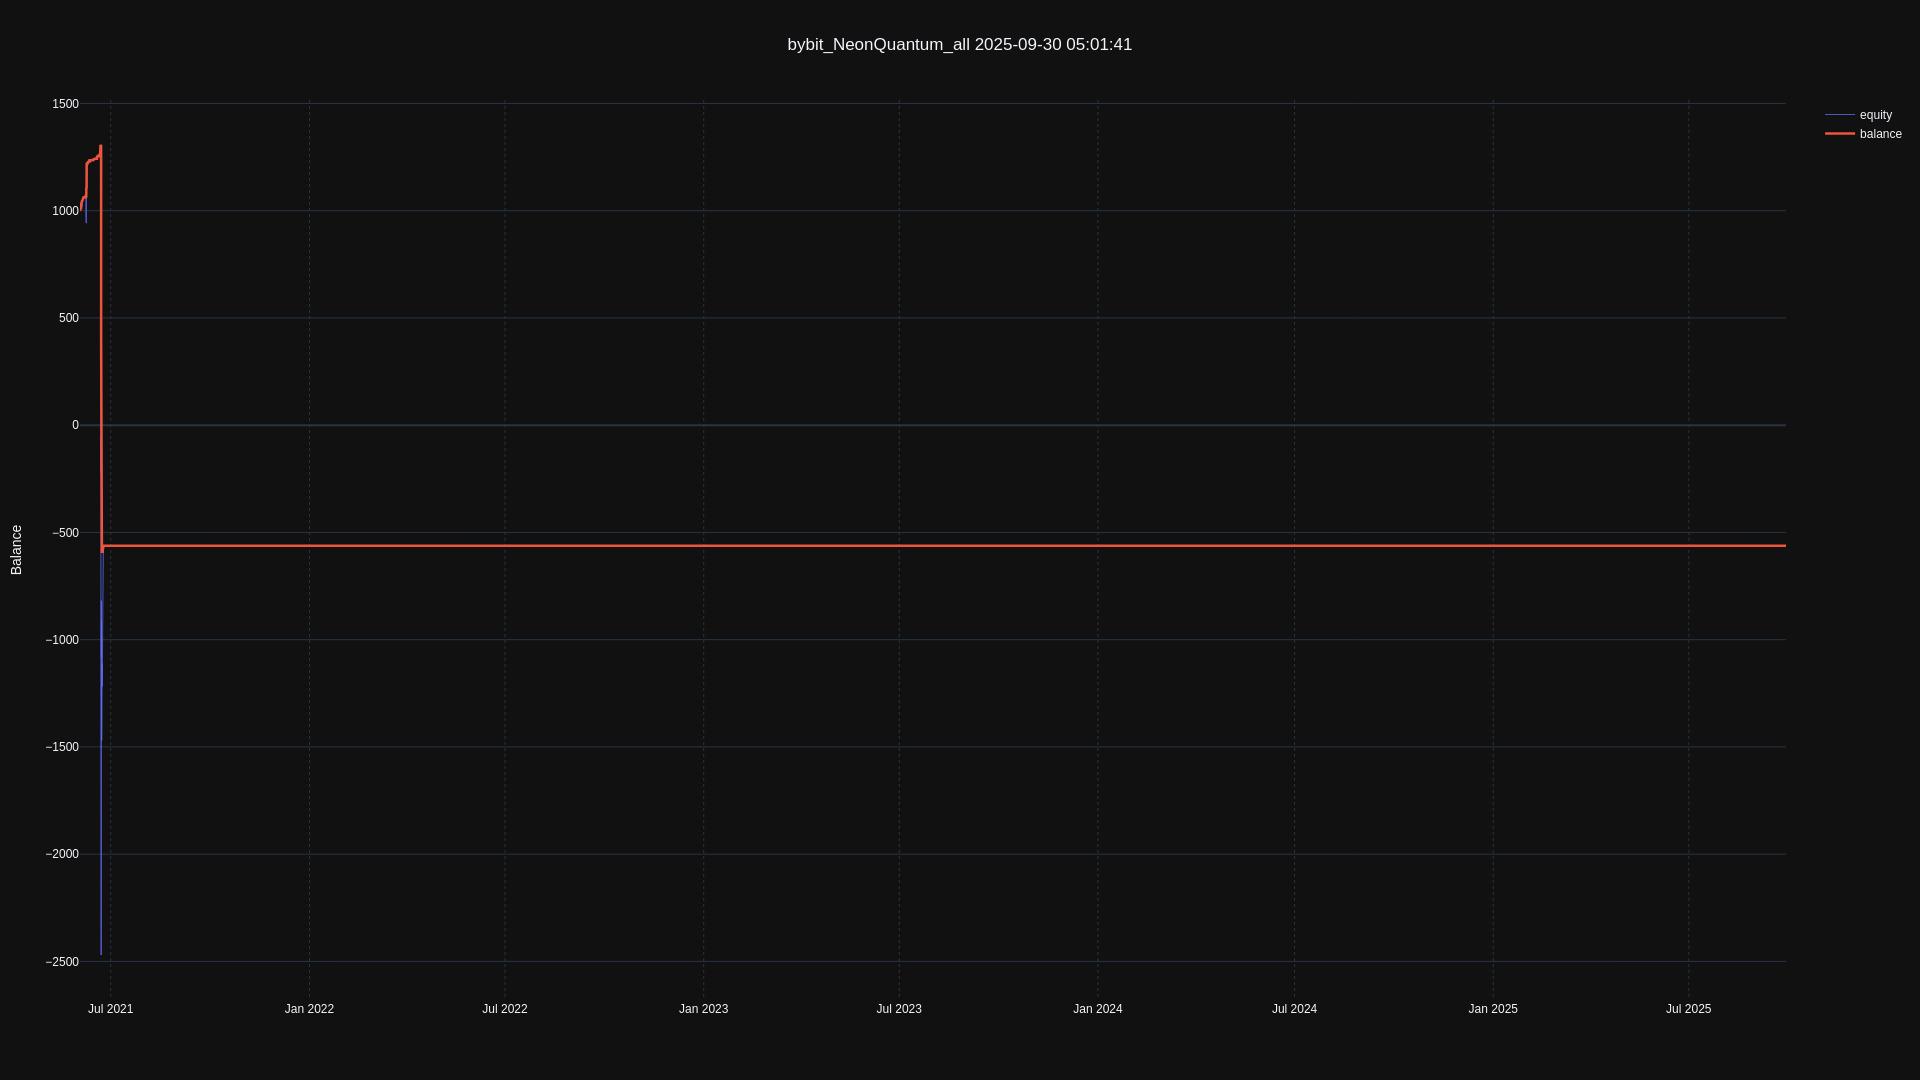 bybit_NeonQuantum_all 2025-09-30 05:01:41
equity
balance
1500
1000
500
0
−500
−1000
−1500
−2000
−2500
Balance
Jul 2021
Jan 2022
Jul 2022
Jan 2023
Jul 2023
Jan 2024
Jul 2024
Jan 2025
Jul 2025